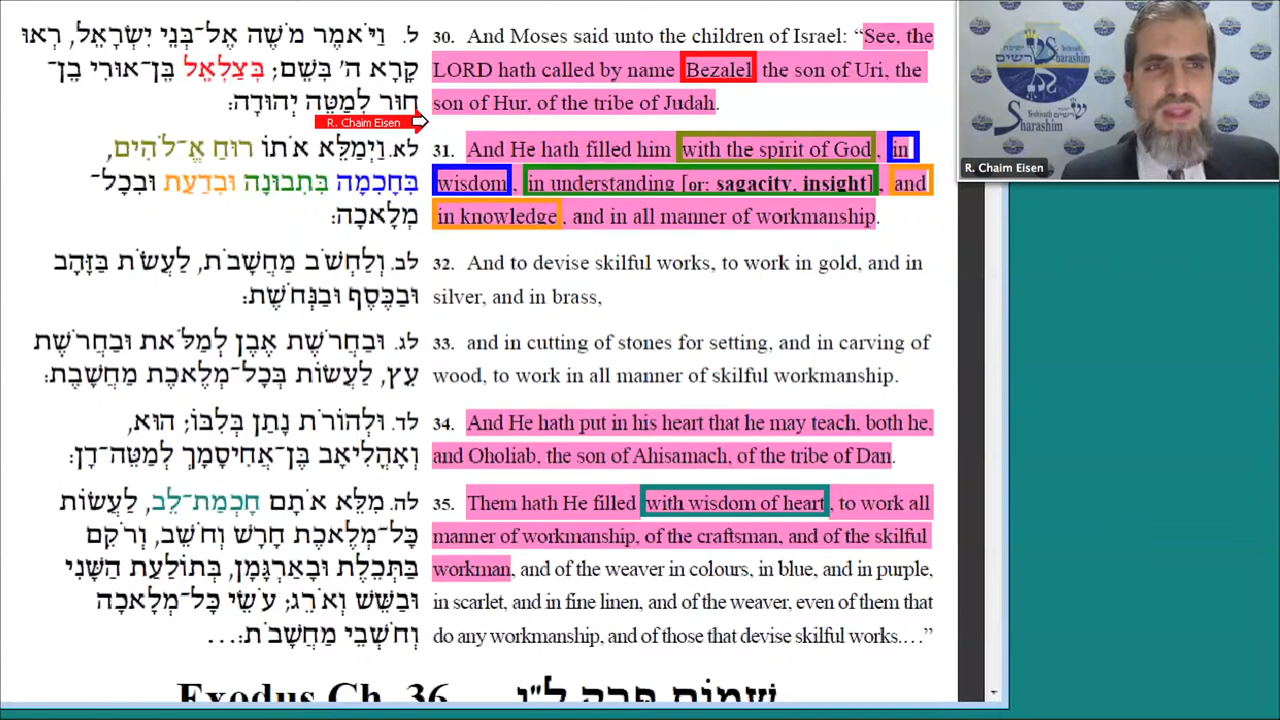 ל. וַיֹּאמֶר מֹשֶׁה אֶל־בְּנֵי יִשְׂרָאֵל, רְאוּ
קָרָא ה' בְּשֵׁם; בְּצַלְאֵל בֶּן־אוּרִי בֶן־
חוּר לְמַטֵּה יְהוּדָה:
30. And Moses said unto the children of Israel: “See, the
LORD hath called by name Bezalel the son of Uri, the
son of Hur, of the tribe of Judah.
R. Chaim Eisen
לא. וַיְמַלֵּא אֹתוֹ רוּחַ אֱ־לֹהִים,
בְּחָכְמָה בִּתְבוּנָה וּבְדַעַת וּבְכָל־
מְלָאכָה:
31. And He hath filled him with the spirit of God, in
wisdom, in understanding [or: sagacity, insight], and
in knowledge, and in all manner of workmanship.
לב. וְלַחְשֹׁב מַחֲשָׁבֹת, לַעֲשֹׂת בַּזָּהָב
וּבַכֶּסֶף וּבַנְּחֹשֶׁת:
32. And to devise skilful works, to work in gold, and in
silver, and in brass,
לג. וּבַחֲרֹשֶׁת אֶבֶן לְמַלֹּאת וּבַחֲרֹשֶׁת
עֵץ, לַעֲשׂוֹת בְּכָל־מְלֶאכֶת מַחֲשָׁבֶת:
33. and in cutting of stones for setting, and in carving of
wood, to work in all manner of skilful workmanship.
לד. וּלְהוֹרֹת נָתַן בְּלִבּוֹ; הוּא,
וְאָהֳלִיאָב בֶּן־אֲחִיסָמָךְ לְמַטֵּה־דָן:
34. And He hath put in his heart that he may teach, both he,
and Oholiab, the son of Ahisamach, of the tribe of Dan.
לה. מִלֵּא אֹתָם חָכְמַת־לֵב, לַעֲשׂוֹת
כָּל־מְלֶאכֶת חָרָשׁ וְחֹשֵׁב, וְרֹקֵם
בַּתְּכֵלֶת וּבָאַרְגָּמָן, בְּתוֹלַעַת הַשָּׁנִי
וּבַשֵּׁשׁ וְאֹרֵג; עֹשֵׂי כָּל־מְלָאכָה
וְחֹשְׁבֵי מַחֲשָׁבֹת:…
35. Them hath He filled with wisdom of heart, to work all
manner of workmanship, of the craftsman, and of the skilful
workman, and of the weaver in colours, in blue, and in purple,
in scarlet, and in fine linen, and of the weaver, even of them that
do any workmanship, and of those that devise skilful works.…”
Exodus Ch. 36 שְׁמוֹת פֶּרֶק ל"ו
Yeshivath Sharashim
R. Chaim Eisen